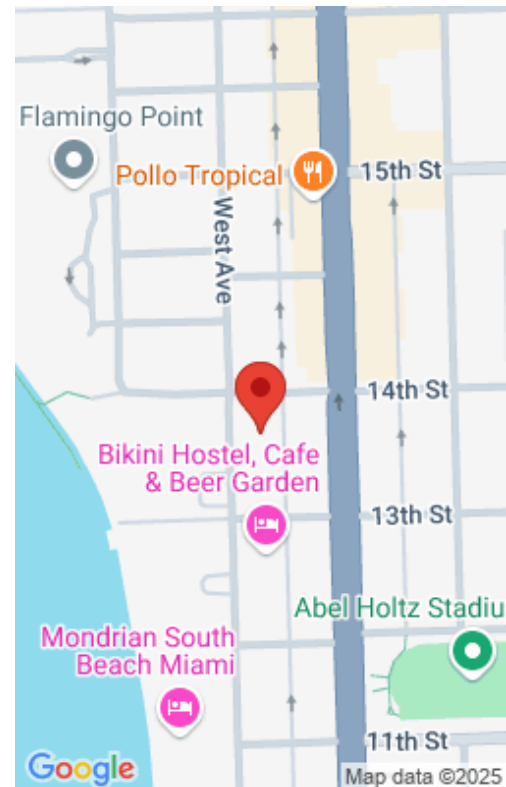 Flamingo Point
Pollo Tropical
15th St
West Ave
14th St
Bikini Hostel, Cafe
& Beer Garden
13th St
Abel Holtz Stadiu
Mondrian South
Beach Miami
11th St
Google
Map data ©2025